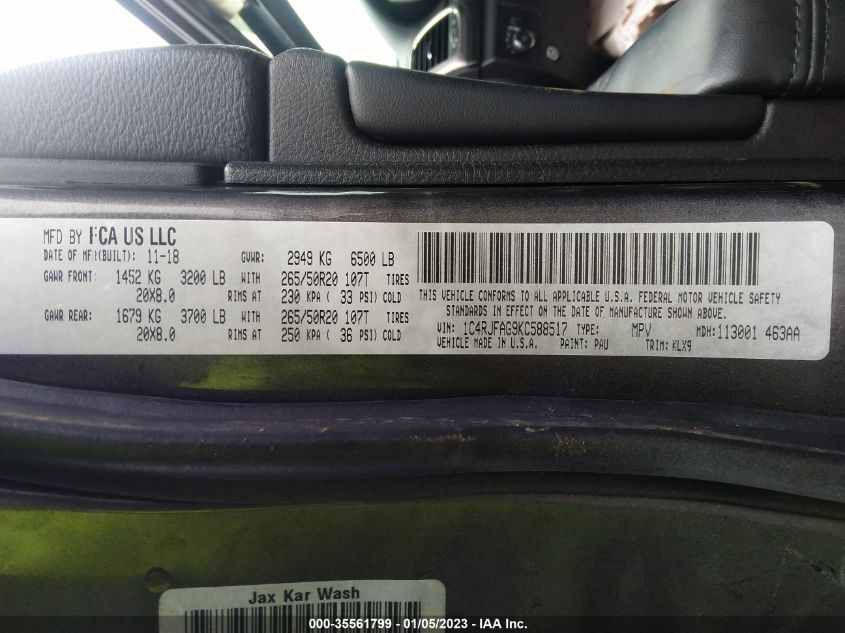 MFD BY FCA US LLC
DATE OF MFR(BUILT): 11-18 GVWR: 2949 KG 6500 LB
GAWR FRONT: 1452 KG 3200 LB WITH 265/50R20 107T TIRES
20X8.0 RIMS AT 230 KPA ( 33 PSI) COLD
GAWR REAR: 1679 KG 3700 LB WITH 265/50R20 107T TIRES
20X8.0 RIMS AT 250 KPA ( 36 PSI) COLD
THIS VEHICLE CONFORMS TO ALL APPLICABLE U.S.A. FEDERAL MOTOR VEHICLE SAFETY
STANDARDS IN EFFECT ON THE DATE OF MANUFACTURE SHOWN ABOVE.
VIN: 1C4RJFAG9KC588517 TYPE: MPV MDH:113001 463AA
VEHICLE MADE IN U.S.A. PAINT: PAU TRIM: KLX9
Jax Kar Wash
000-35561799 - 01/05/2023 - IAA Inc.